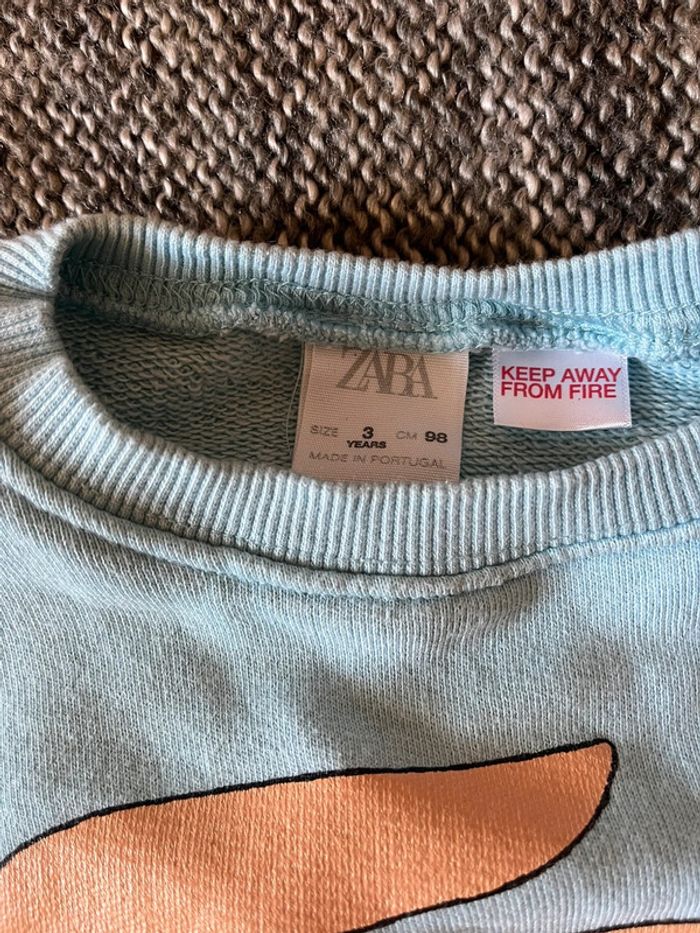 ZARA
SIZE 3 YEARS CM 98
MADE IN PORTUGAL
KEEP AWAY
FROM FIRE